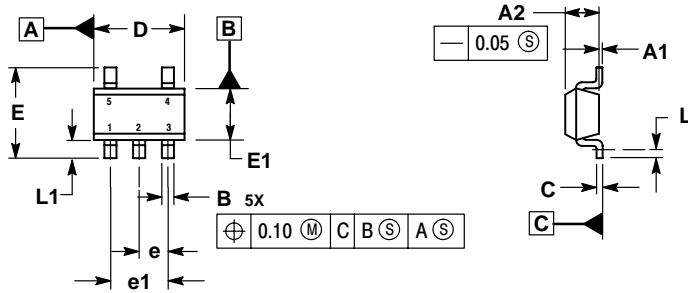 A
D
B
A2
— 0.05 Ⓢ
A1
E
5 4
1 2 3
E1
L
L1
B 5X
C
⌖ 0.10 Ⓜ C B Ⓢ A Ⓢ
C
e
e1